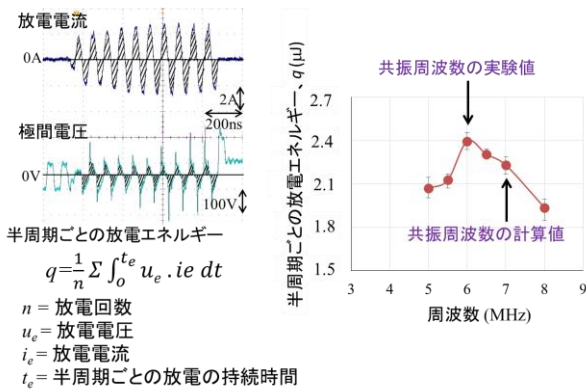 放電電流
0A
2A
200ns
極間電圧
0V
100V
半周期ごとの放電エネルギー
q=1/n Σ ∫₀^tₑ uₑ . ie dt
n = 放電回数
uₑ= 放電電圧
iₑ= 放電電流
tₑ= 半周期ごとの放電の持続時間
半周期ごとの放電エネルギー、q (μJ)
共振周波数の実験値
2.7
2.4
2.1
1.8
1.5
共振周波数の計算値
3 4 5 6 7 8 9
周波数 (MHz)